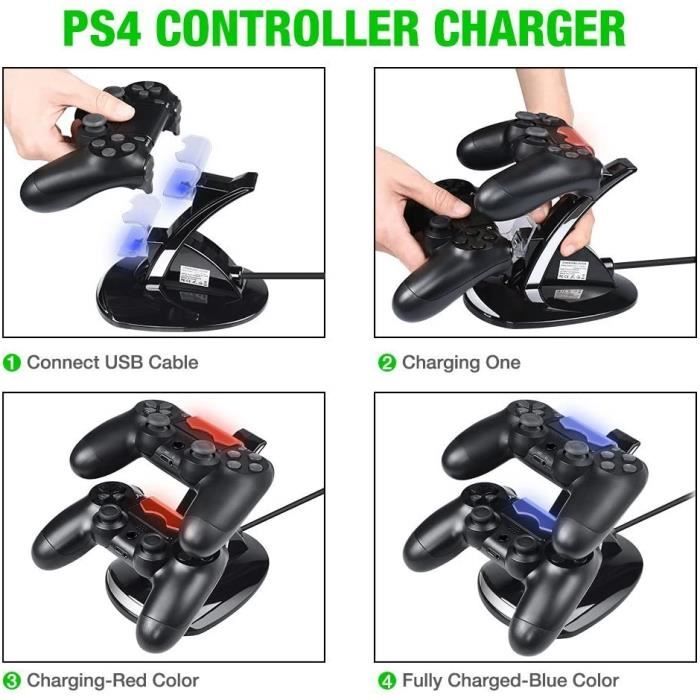 PS4 CONTROLLER CHARGER
1 Connect USB Cable
2 Charging One
3 Charging-Red Color
4 Fully Charged-Blue Color